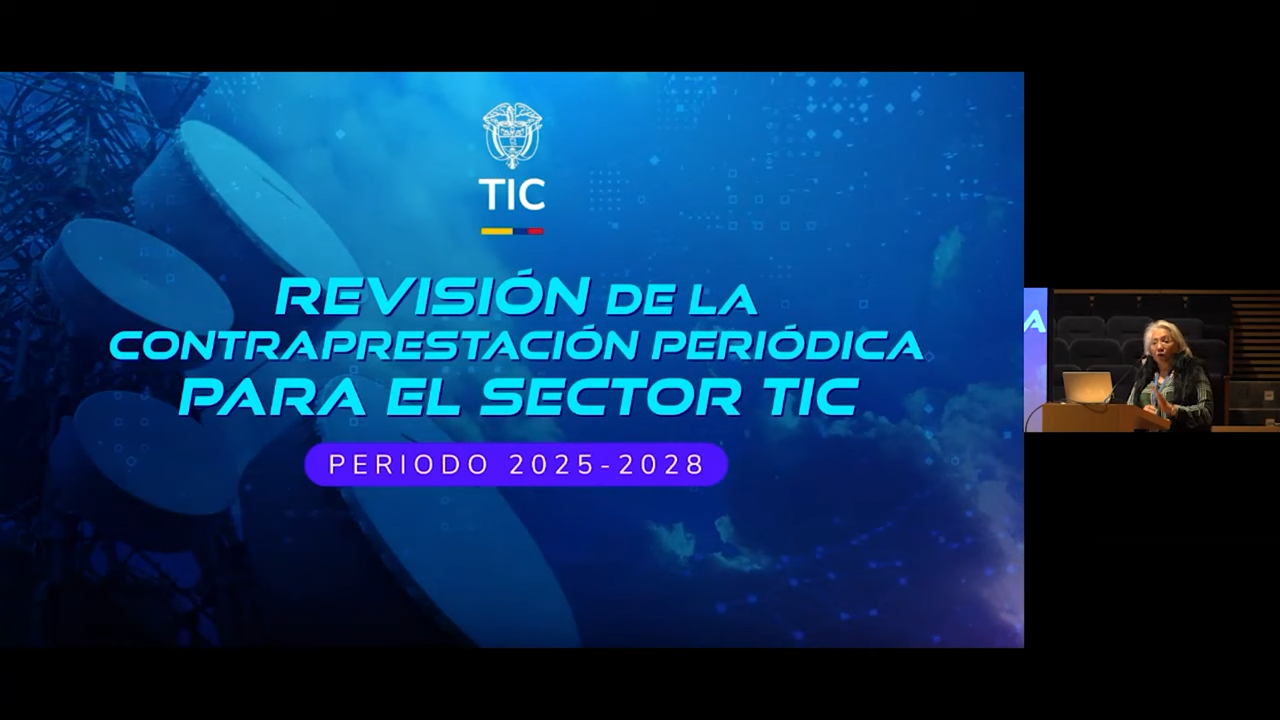 TIC
REVISIÓN DE LA
CONTRAPRESTACIÓN PERIÓDICA
PARA EL SECTOR TIC
PERIODO 2025-2028
A